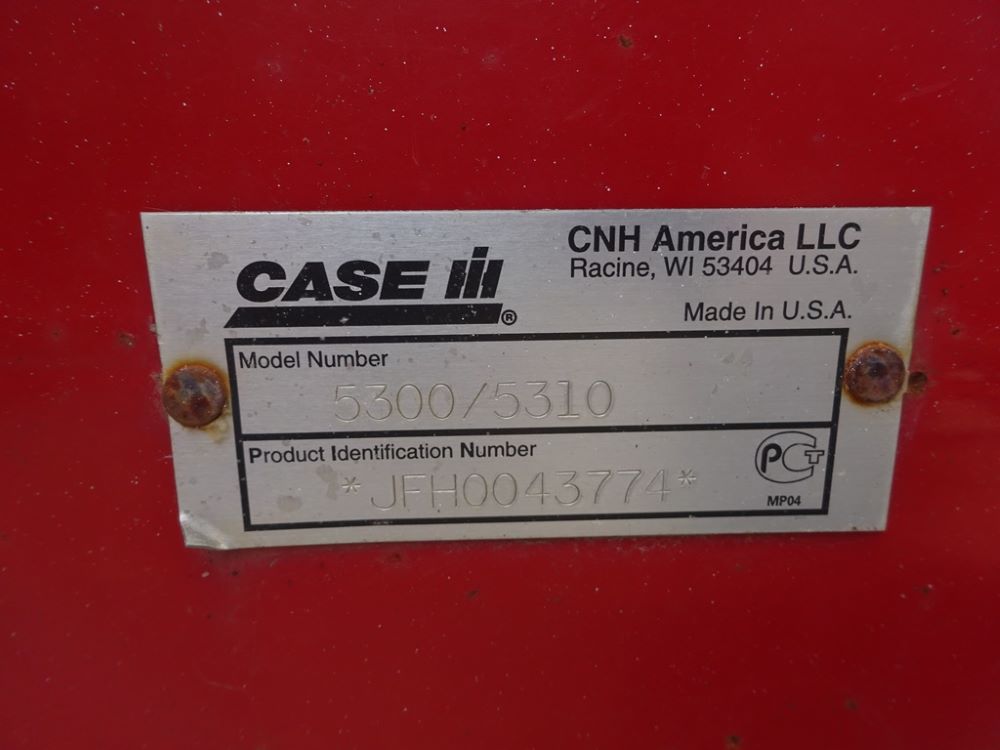 CASE IH®
CNH America LLC
Racine, WI 53404 U.S.A.
Made In U.S.A.
Model Number
5300/5310
Product Identification Number
*JFH0043774*
PCT
MP04